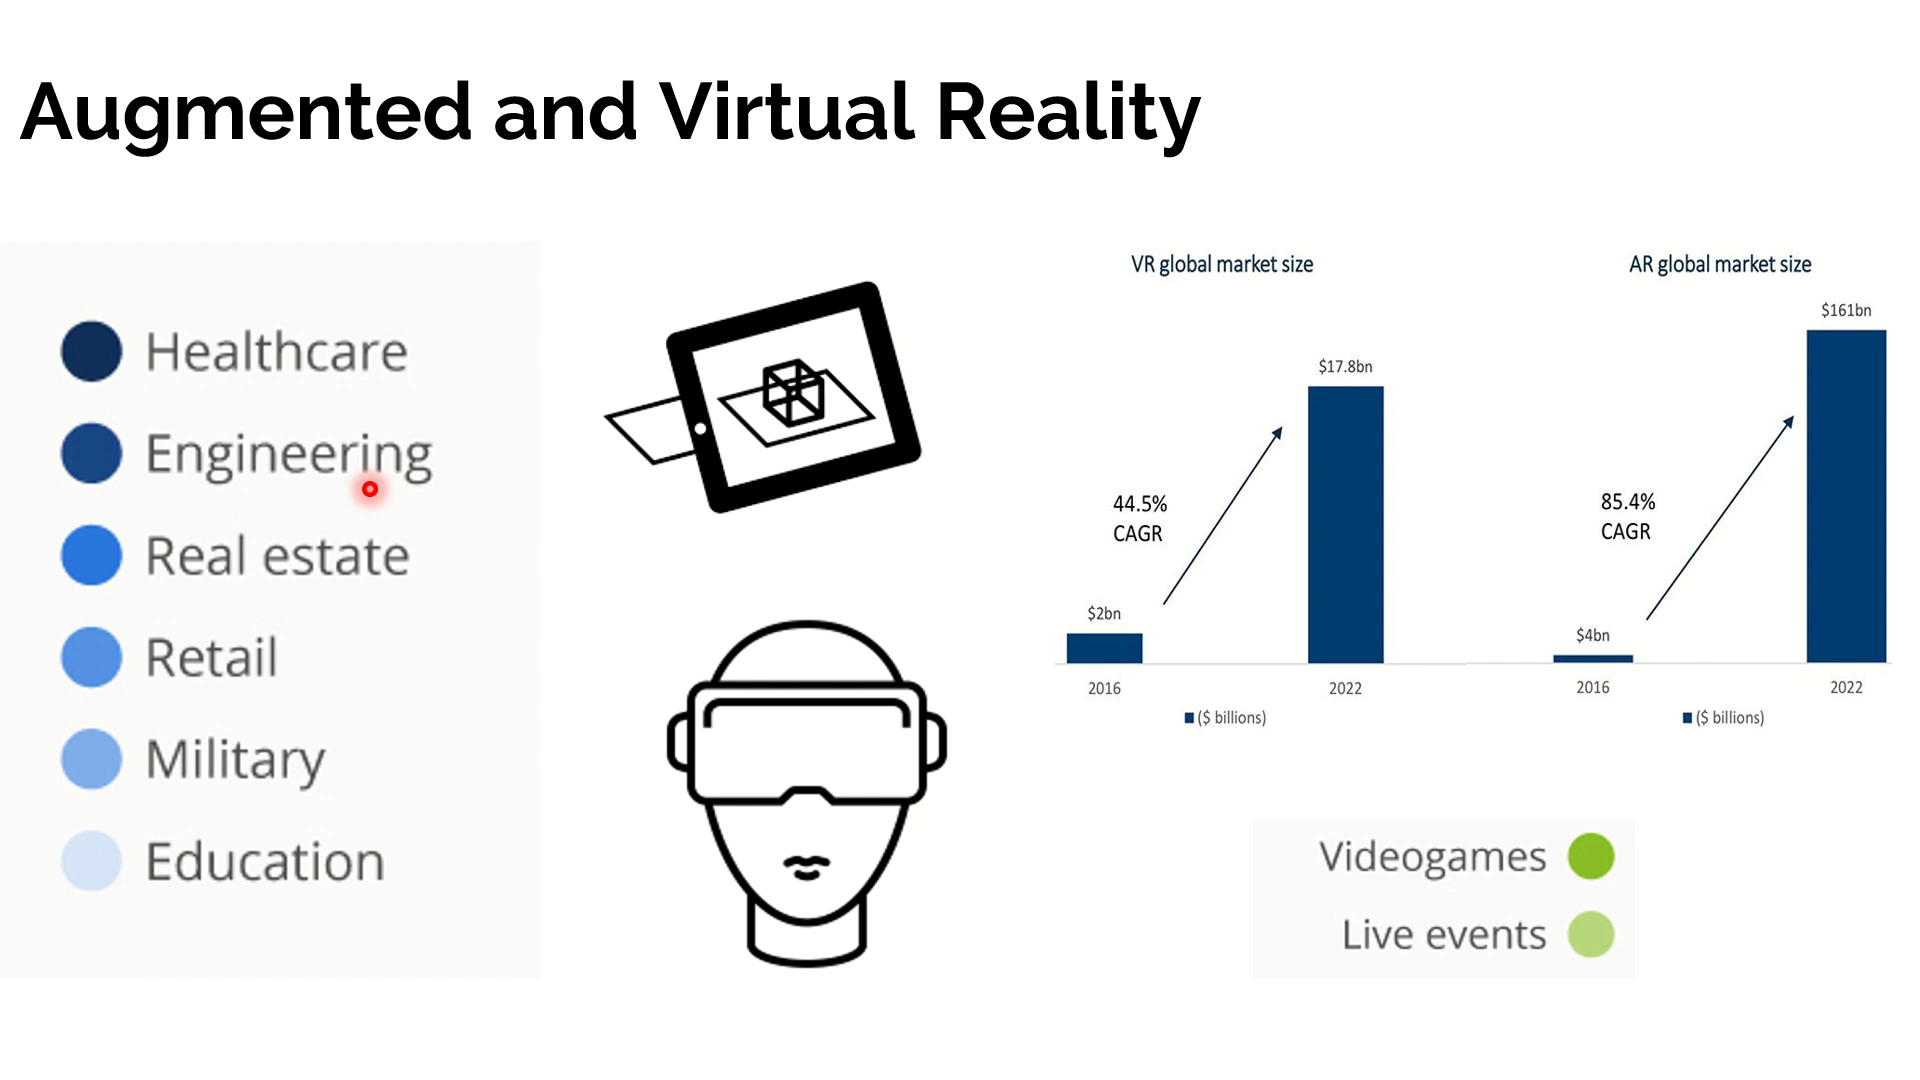 Augmented and Virtual Reality
Healthcare
Engineering
Real estate
Retail
Military
Education
VR global market size
$17.8bn
44.5%
CAGR
$2bn
2016
2022
($ billions)
AR global market size
$161bn
85.4%
CAGR
$4bn
2016
2022
($ billions)
Videogames
Live events